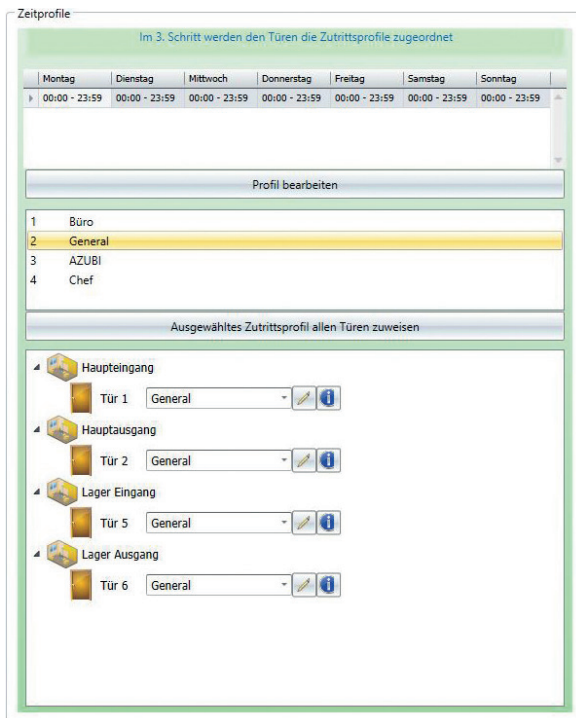 Zeitprofile
Im 3. Schritt werden den Türen die Zutrittsprofile zugeordnet
Montag Dienstag Mittwoch Donnerstag Freitag Samstag Sonntag
00:00 - 23:59 00:00 - 23:59 00:00 - 23:59 00:00 - 23:59 00:00 - 23:59 00:00 - 23:59 00:00 - 23:59
Profil bearbeiten
1 Büro
2 General
3 AZUBI
4 Chef
Ausgewähltes Zutrittsprofil allen Türen zuweisen
Haupteingang
Tür 1 General
Hauptausgang
Tür 2 General
Lager Eingang
Tür 5 General
Lager Ausgang
Tür 6 General